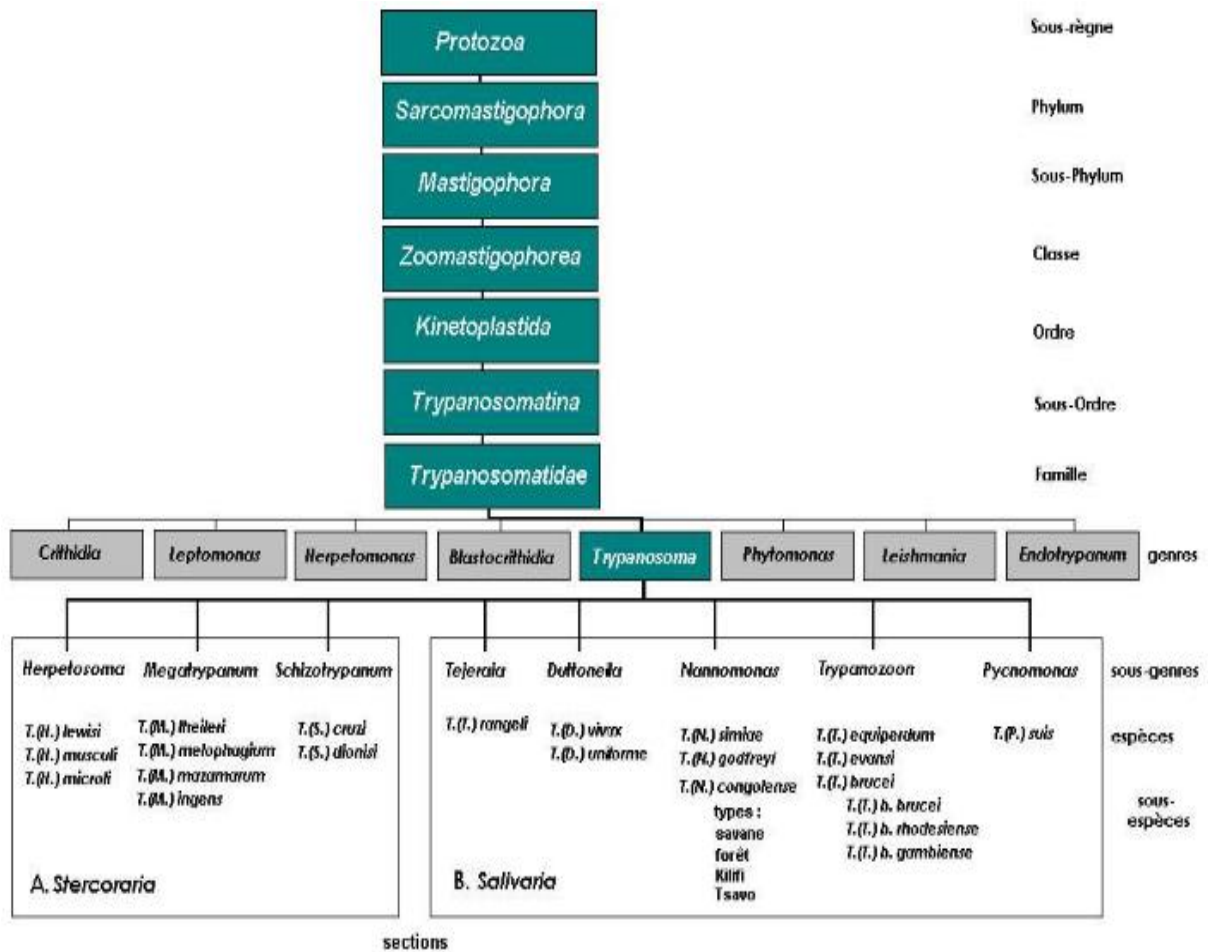 Protozoa Sous-règne
Sarcomastigophora Phylum
Mastigophora Sous-Phylum
Zoomastigophorea Classe
Kinetoplastida Ordre
Trypanosomatina Sous-Ordre
Trypanosomatidae Famille
Crithidia Leptomonas Herpetomonas Blastocrithidia Trypanosoma Phytomonas Leishmania Endotrypanum genres
Herpetosoma Megatrypanum Schizotrypanum Tejeraia Duttonella Nannomonas Trypanozoon Pycnomonas sous-genres
T.(H.) lewisi
T.(H.) musculi
T.(H.) microti
T.(M.) theileri
T.(M.) melophagium
T.(M.) mazamarum
T.(M.) ingens
T.(S.) cruzi
T.(S.) dionisi
A. Stercoraria
T.(T.) rangeli
T.(D.) vivax
T.(D.) uniforme
T.(N.) simiae
T.(N.) godfreyi
T.(N.) congolense
types :
savane
forêt
Kilifi
Tsavo
T.(T.) equiperdum
T.(T.) evansi
T.(T.) brucei
T.(T.) b. brucei
T.(T.) b. rhodesiense
T.(T.) b. gambiense
T.(P.) suis
espèces
sous-
espèces
B. Salivaria
sections